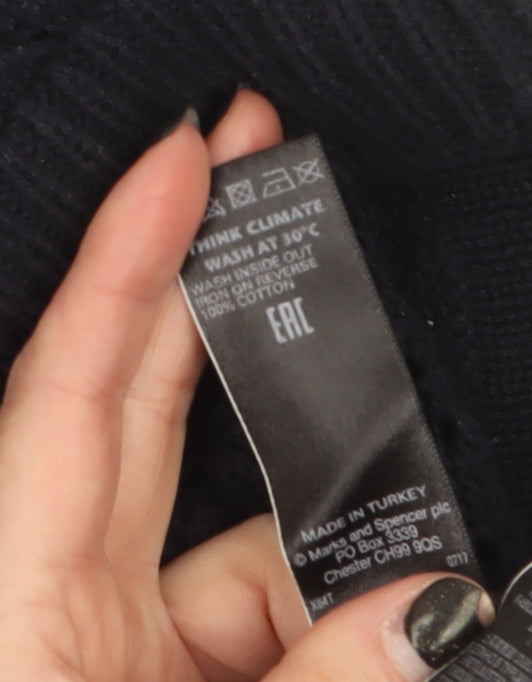 THINK CLIMATE
WASH AT 30°C
WASH INSIDE OUT
IRON ON REVERSE
100% COTTON
EAC
MADE IN TURKEY
© Marks and Spencer plc
PO Box 3339
Chester CH99 9QS
0717